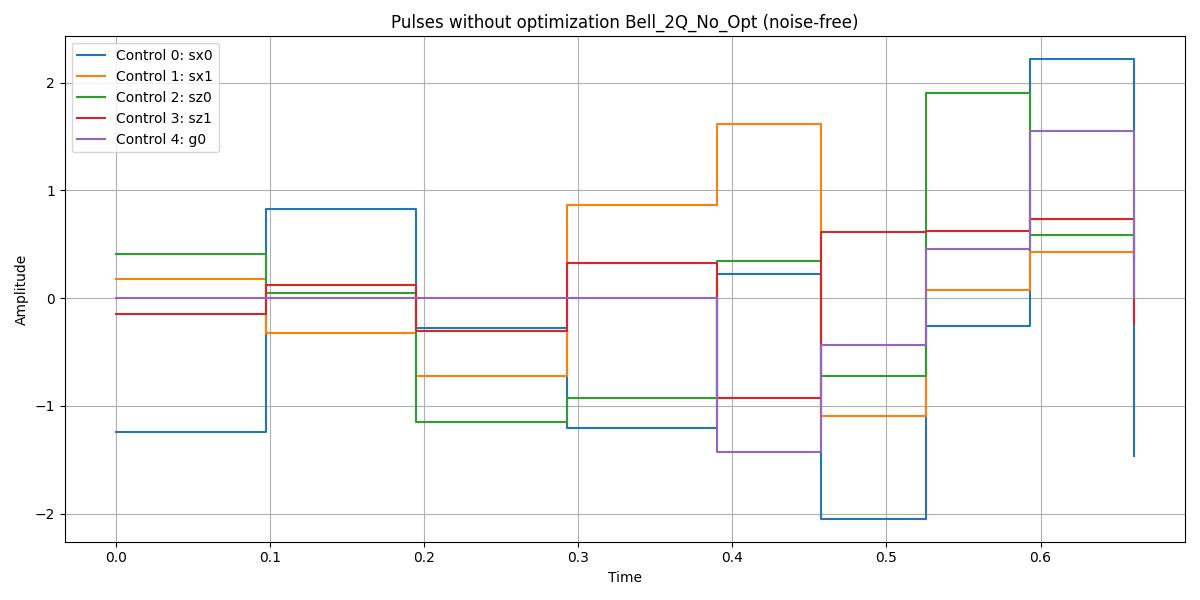 Pulses without optimization Bell_2Q_No_Opt (noise-free)
Control 0: sx0
Control 1: sx1
Control 2: sz0
Control 3: sz1
Control 4: g0
Amplitude
2
1
0
−1
−2
0.0 0.1 0.2 0.3 0.4 0.5 0.6
Time